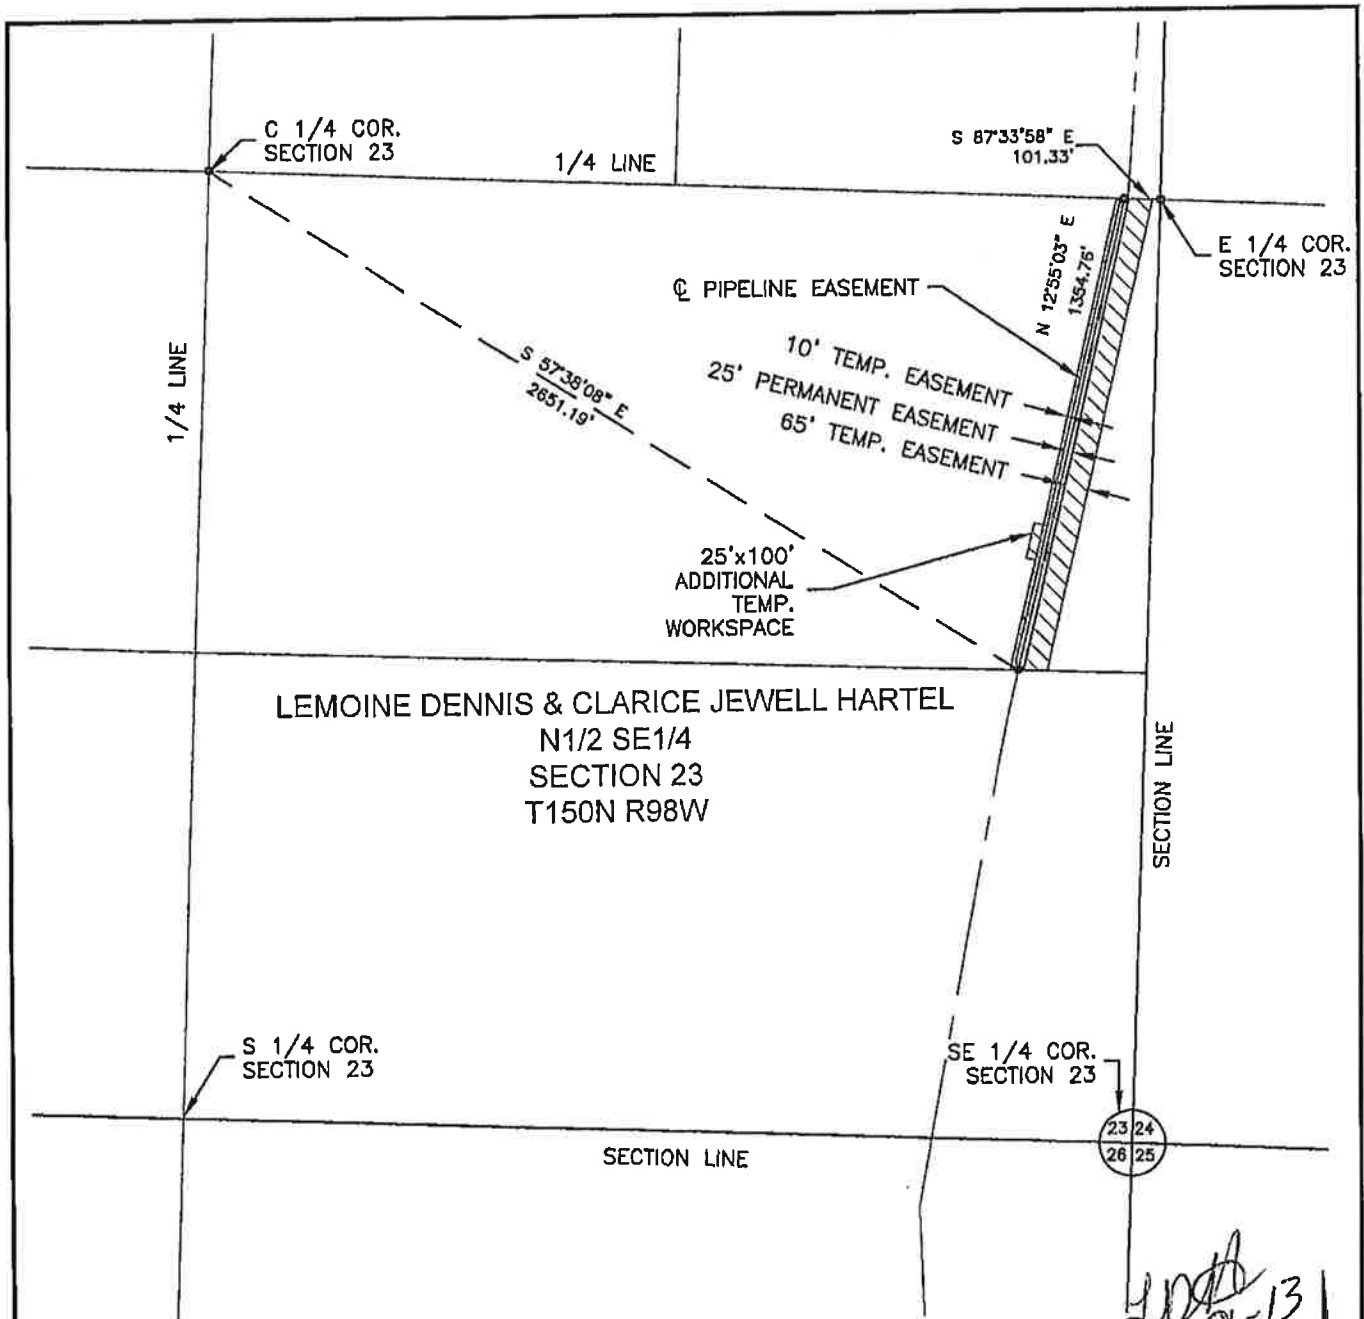 C 1/4 COR.
SECTION 23
1/4 LINE
S 87°33'58" E
101.33'
E 1/4 COR.
SECTION 23
N 12°55'03" E
1354.76'
℄ PIPELINE EASEMENT
10' TEMP. EASEMENT
25' PERMANENT EASEMENT
65' TEMP. EASEMENT
1/4 LINE
S 57°38'08" E
2651.19'
25'x100'
ADDITIONAL
TEMP.
WORKSPACE
LEMOINE DENNIS & CLARICE JEWELL HARTEL
N1/2 SE1/4
SECTION 23
T150N R98W
SECTION LINE
S 1/4 COR.
SECTION 23
SE 1/4 COR.
SECTION 23
23 24
26 25
SECTION LINE